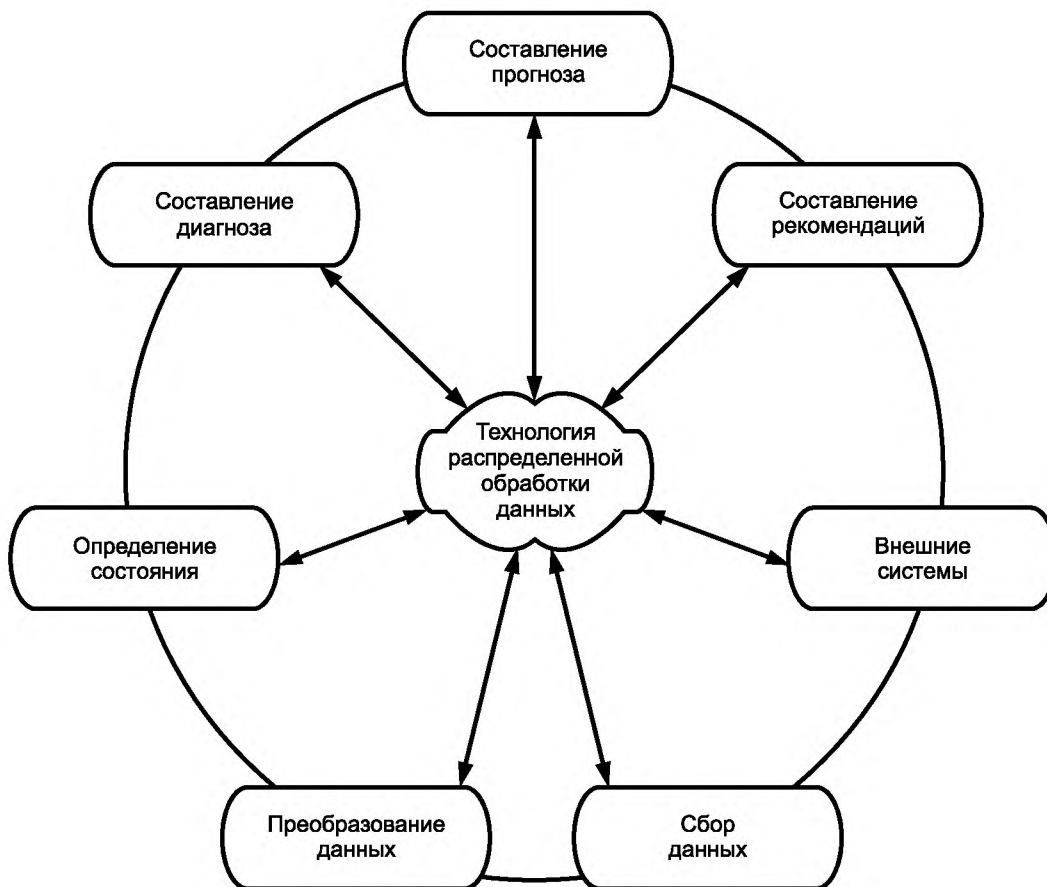 Составление
прогноза
Составление
диагноза
Составление
рекомендаций
Технология
распределенной
обработки
данных
Определение
состояния
Внешние
системы
Преобразование
данных
Сбор
данных